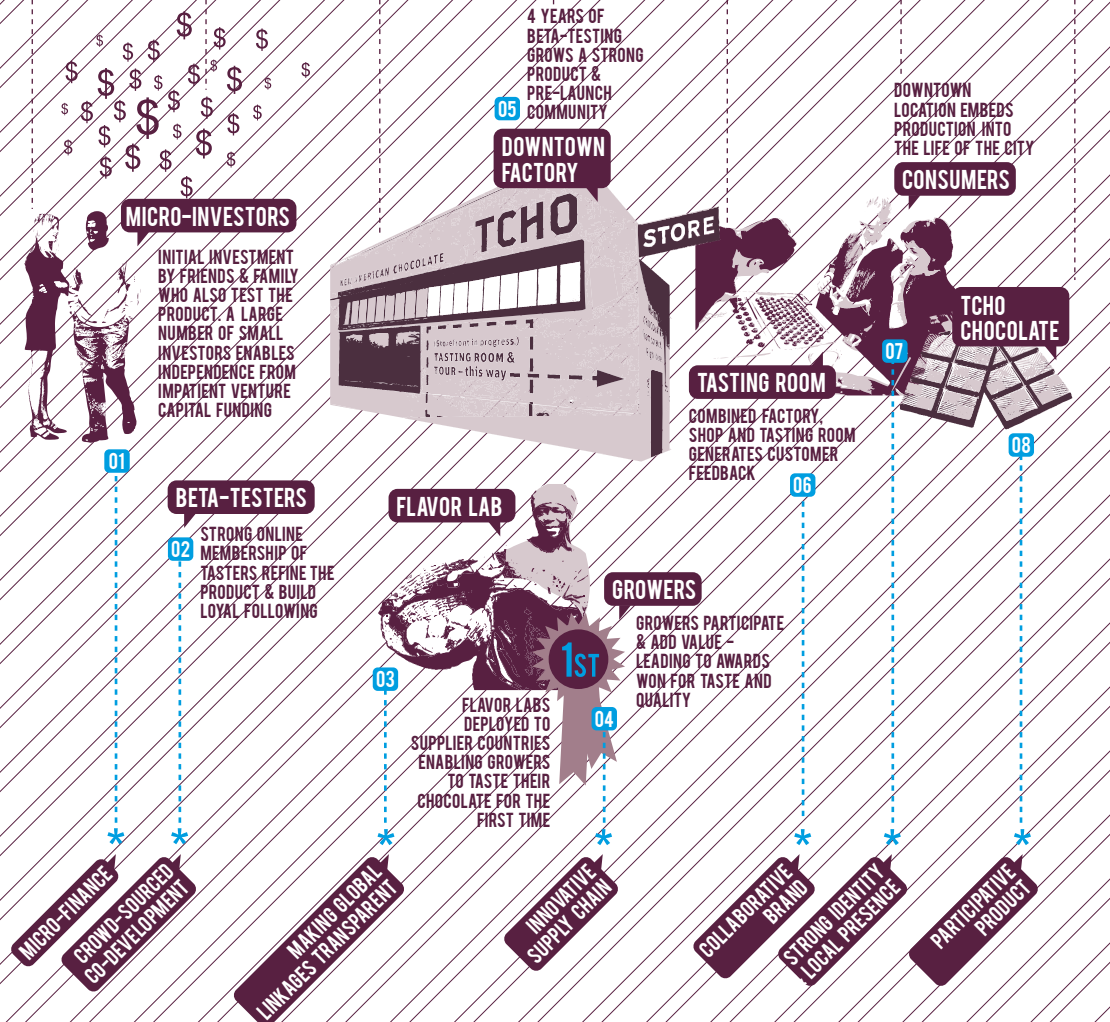 $ $ $ $ $ $ $ $ $ $ $ $ $ $ $ $ $ $ $ $ $ $ $ $ $ $ $ $
MICRO-INVESTORS
INITIAL INVESTMENT
BY FRIENDS & FAMILY
WHO ALSO TEST THE
PRODUCT. A LARGE
NUMBER OF SMALL
INVESTORS ENABLES
INDEPENDENCE FROM
IMPATIENT VENTURE
CAPITAL FUNDING
01
BETA-TESTERS
02
STRONG ONLINE
MEMBERSHIP OF
TASTERS REFINE THE
PRODUCT & BUILD
LOYAL FOLLOWING
FLAVOR LAB
03
FLAVOR LABS
DEPLOYED TO
SUPPLIER COUNTRIES
ENABLING GROWERS
TO TASTE THEIR
CHOCOLATE FOR THE
FIRST TIME
GROWERS
GROWERS PARTICIPATE
& ADD VALUE –
LEADING TO AWARDS
WON FOR TASTE AND
QUALITY
1ST
04
4 YEARS OF
BETA-TESTING
GROWS A STRONG
PRODUCT &
PRE-LAUNCH
COMMUNITY
05
DOWNTOWN
FACTORY
TCHO
AMERICAN CHOCOLATE
(Storefront in progress.)
TASTING ROOM &
TOUR – this way
STORE
TASTING ROOM
COMBINED FACTORY,
SHOP AND TASTING ROOM
GENERATES CUSTOMER
FEEDBACK
06
DOWNTOWN
LOCATION EMBEDS
PRODUCTION INTO
THE LIFE OF THE CITY
CONSUMERS
07
TCHO
CHOCOLATE
08
* * * * * * *
MICRO-FINANCE
CROWD-SOURCED
CO-DEVELOPMENT
MAKING GLOBAL
LINKAGES TRANSPARENT
INNOVATIVE
SUPPLY CHAIN
COLLABORATIVE
BRAND
STRONG IDENTITY
LOCAL PRESENCE
PARTICIPATIVE
PRODUCT